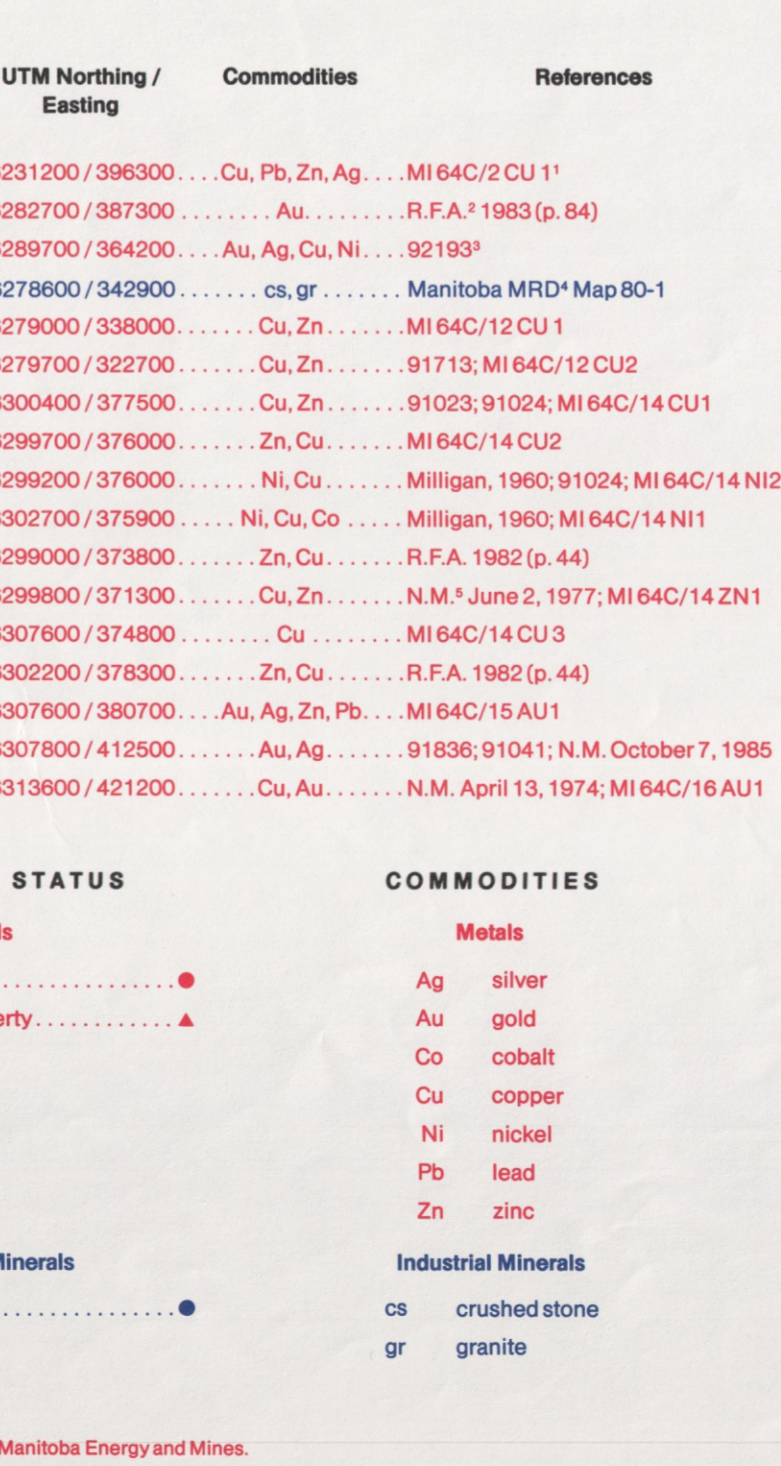 UTM Northing / Commodities References
Easting
231200/396300....Cu, Pb, Zn, Ag....MI 64C/2 CU 1¹
282700/387300 ........ Au.........R.F.A.² 1983 (p. 84)
289700/364200....Au, Ag, Cu, Ni....92193³
278600/342900....... cs, gr ....... Manitoba MRD⁴ Map 80-1
279000/338000.......Cu, Zn.......MI 64C/12 CU 1
279700/322700.......Cu, Zn.......91713; MI 64C/12 CU2
300400/377500.......Cu, Zn.......91023; 91024; MI 64C/14 CU1
299700/376000.......Zn, Cu.......MI 64C/14 CU2
299200/376000.......Ni, Cu.......Milligan, 1960; 91024; MI 64C/14 NI2
302700/375900..... Ni, Cu, Co .....Milligan, 1960; MI 64C/14 NI1
299000/373800.......Zn, Cu.......R.F.A. 1982 (p. 44)
299800/371300.......Cu, Zn.......N.M.⁵ June 2, 1977; MI 64C/14 ZN1
307600/374800 ........ Cu ........MI 64C/14 CU 3
302200/378300.......Zn, Cu.......R.F.A. 1982 (p. 44)
307600/380700....Au, Ag, Zn, Pb....MI 64C/15 AU1
307800/412500.......Au, Ag.......91836; 91041; N.M. October 7, 1985
313600/421200.......Cu, Au.......N.M. April 13, 1974; MI 64C/16 AU1
STATUS COMMODITIES
ls Metals
...............● Ag silver
erty............▲ Au gold
Co cobalt
Cu copper
Ni nickel
Pb lead
Zn zinc
Minerals Industrial Minerals
...............● cs crushed stone
gr granite
Manitoba Energy and Mines.